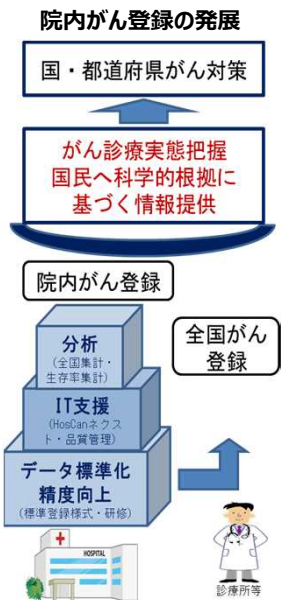 院内がん登録の発展
国・都道府県がん対策
がん診療実態把握
国民へ科学的根拠に
基づく情報提供
院内がん登録
全国がん
登録
分析
(全国集計・
生存率集計)
IT支援
(HosCanネクス
ト・品質管理)
データ標準化
精度向上
(標準登録様式・研修)
HOSPITAL
診療所等